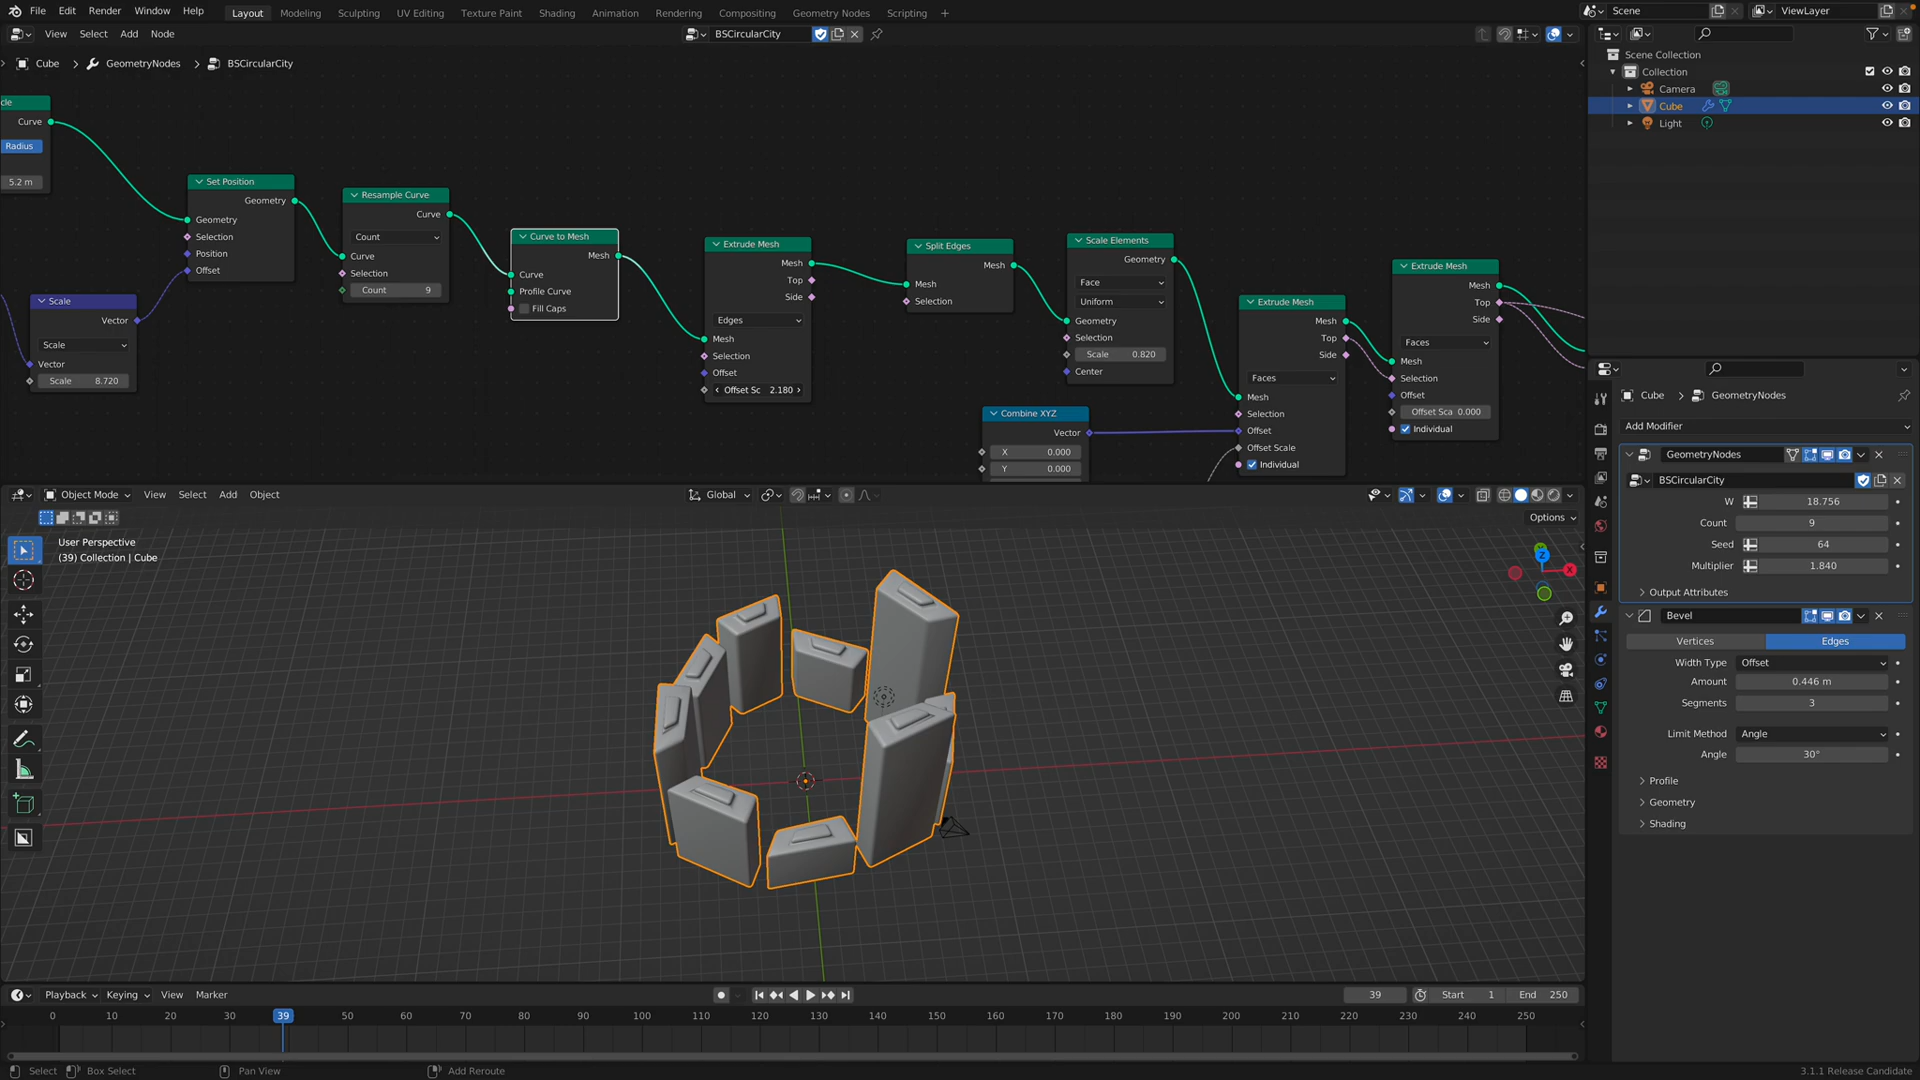 File Edit Render Window Help
Layout Modeling Sculpting UV Editing Texture Paint Shading Animation Rendering Compositing Geometry Nodes Scripting +
Scene
ViewLayer
View Select Add Node
BSCircularCity
Cube > GeometryNodes > BSCircularCity
cle
Curve
Radius
5.2 m
Scale
Vector
Scale
Vector
Scale 8.720
Set Position
Geometry
Geometry
Selection
Position
Offset
Resample Curve
Curve
Count
Curve
Selection
Count 9
Curve to Mesh
Mesh
Curve
Profile Curve
Fill Caps
Extrude Mesh
Mesh
Top
Side
Edges
Mesh
Selection
Offset
Offset Sc 2.180
Split Edges
Mesh
Mesh
Selection
Scale Elements
Geometry
Face
Uniform
Geometry
Selection
Scale 0.820
Center
Combine XYZ
Vector
X 0.000
Y 0.000
Extrude Mesh
Mesh
Top
Side
Faces
Mesh
Selection
Offset
Offset Scale
Individual
Extrude Mesh
Mesh
Top
Side
Faces
Mesh
Selection
Offset
Offset Sca 0.000
Individual
Scene Collection
Collection
Camera
Cube
Light
Cube > GeometryNodes
Add Modifier
GeometryNodes
BSCircularCity
W 18.756
Count 9
Seed 64
Multiplier 1.840
Output Attributes
Bevel
Vertices Edges
Width Type Offset
Amount 0.446 m
Segments 3
Limit Method Angle
Angle 30°
Profile
Geometry
Shading
Object Mode View Select Add Object
Global
Options
User Perspective
(39) Collection | Cube
Z
X
Playback Keying View Marker
39 Start 1 End 250
0 20 30 39 50 60 70 80 90 100 110 120 130 140 150 160 170 180 190 200 210 220 230 240 250
Select Box Select Pan View Add Reroute
3.1.1 Release Candidate